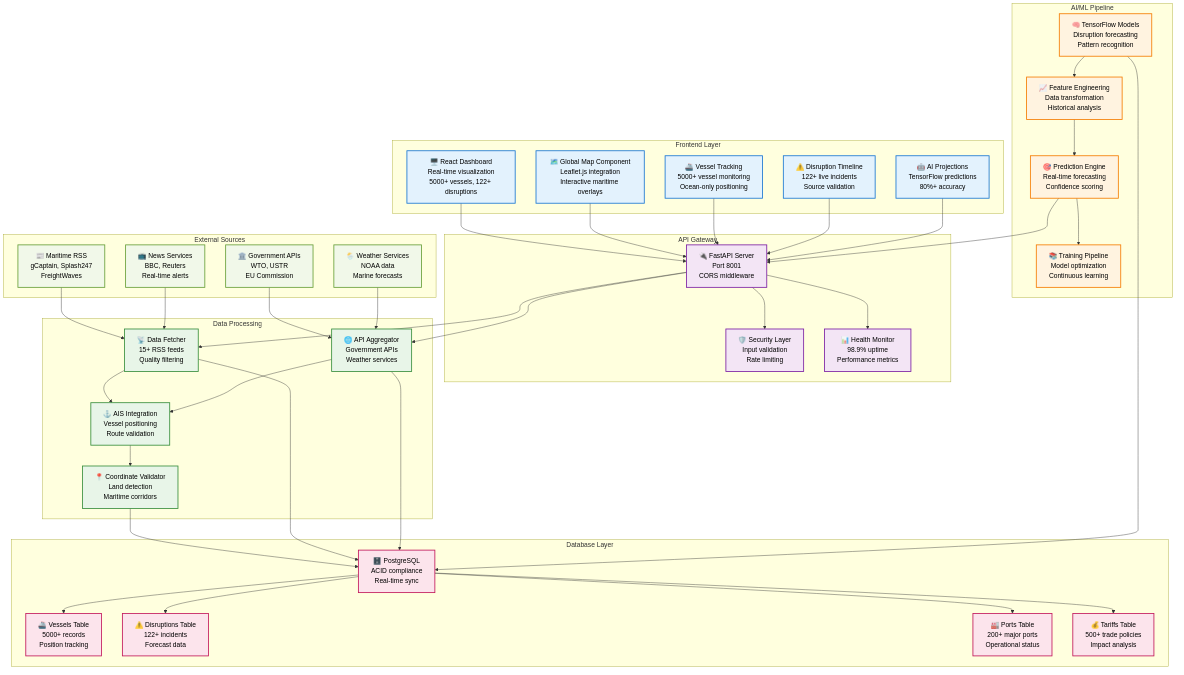 AI/ML Pipeline
🧠 TensorFlow Models
Disruption forecasting
Pattern recognition
📈 Feature Engineering
Data transformation
Historical analysis
🎯 Prediction Engine
Real-time forecasting
Confidence scoring
📚 Training Pipeline
Model optimization
Continuous learning
Frontend Layer
🖥️ React Dashboard
Real-time visualization
5000+ vessels, 122+
disruptions
🗺️ Global Map Component
Leaflet.js integration
Interactive maritime
overlays
🚢 Vessel Tracking
5000+ vessel monitoring
Ocean-only positioning
⚠️ Disruption Timeline
122+ live incidents
Source validation
🤖 AI Projections
TensorFlow predictions
80%+ accuracy
External Sources
📰 Maritime RSS
gCaptain, Splash247
FreightWaves
📺 News Services
BBC, Reuters
Real-time alerts
🏛️ Government APIs
WTO, USTR
EU Commission
🌦️ Weather Services
NOAA data
Marine forecasts
API Gateway
🔌 FastAPI Server
Port 8001
CORS middleware
🛡️ Security Layer
Input validation
Rate limiting
📊 Health Monitor
98.9% uptime
Performance metrics
Data Processing
📡 Data Fetcher
15+ RSS feeds
Quality filtering
🌐 API Aggregator
Government APIs
Weather services
⚓ AIS Integration
Vessel positioning
Route validation
📍 Coordinate Validator
Land detection
Maritime corridors
Database Layer
🗄️ PostgreSQL
ACID compliance
Real-time sync
🚢 Vessels Table
5000+ records
Position tracking
⚠️ Disruptions Table
122+ incidents
Forecast data
🏭 Ports Table
200+ major ports
Operational status
💰 Tariffs Table
500+ trade policies
Impact analysis